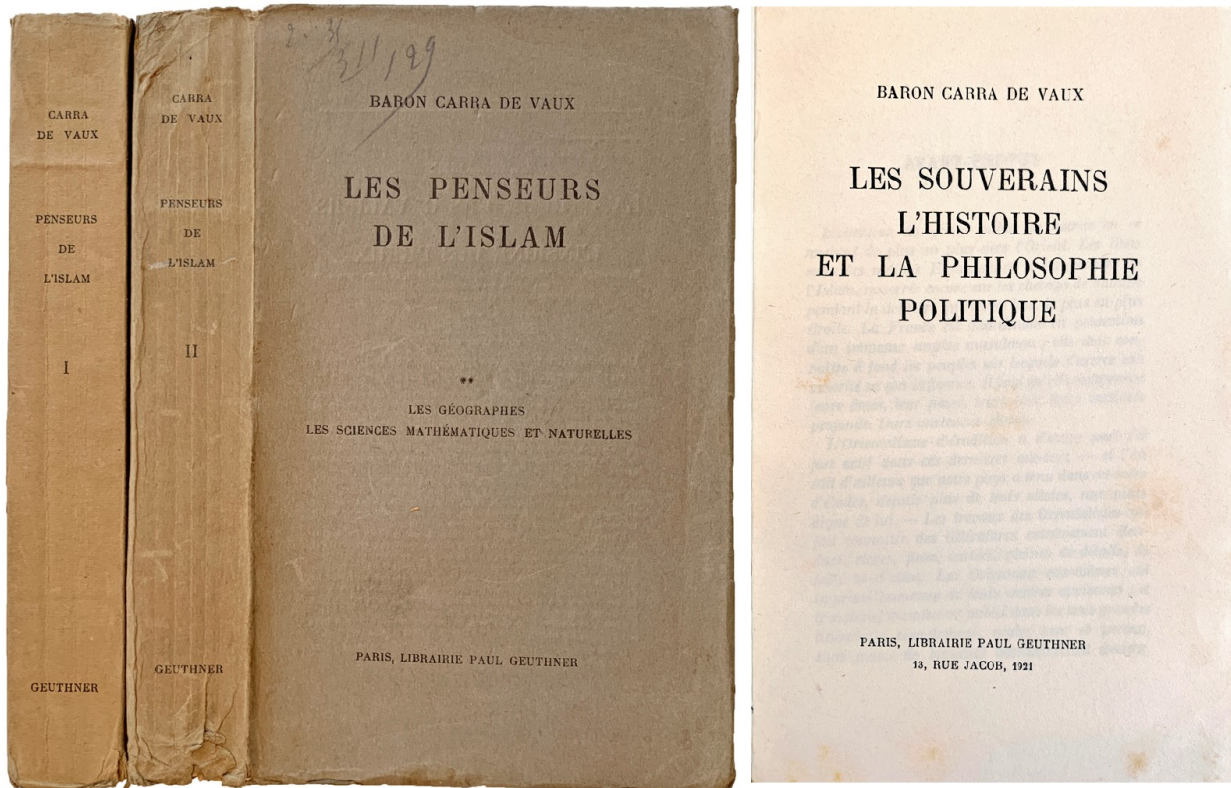 CARRA
DE VAUX
PENSEURS
DE
L'ISLAM
I
GEUTHNER
CARRA
DE VAUX
PENSEURS
DE
L'ISLAM
II
GEUTHNER
BARON CARRA DE VAUX
LES PENSEURS
DE L'ISLAM
**
LES GÉOGRAPHES
LES SCIENCES MATHÉMATIQUES ET NATURELLES
PARIS, LIBRAIRIE PAUL GEUTHNER
BARON CARRA DE VAUX
LES SOUVERAINS
L'HISTOIRE
ET LA PHILOSOPHIE
POLITIQUE
PARIS, LIBRAIRIE PAUL GEUTHNER
13, RUE JACOB, 1921